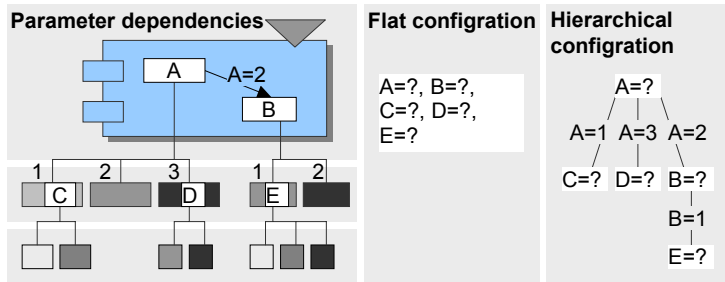 Parameter dependencies
A
A=2
B
1 2 3 1 2
C D E
Flat configration
A=?, B=?,
C=?, D=?,
E=?
Hierarchical
configration
A=?
A=1 A=3 A=2
C=? D=? B=?
B=1
E=?